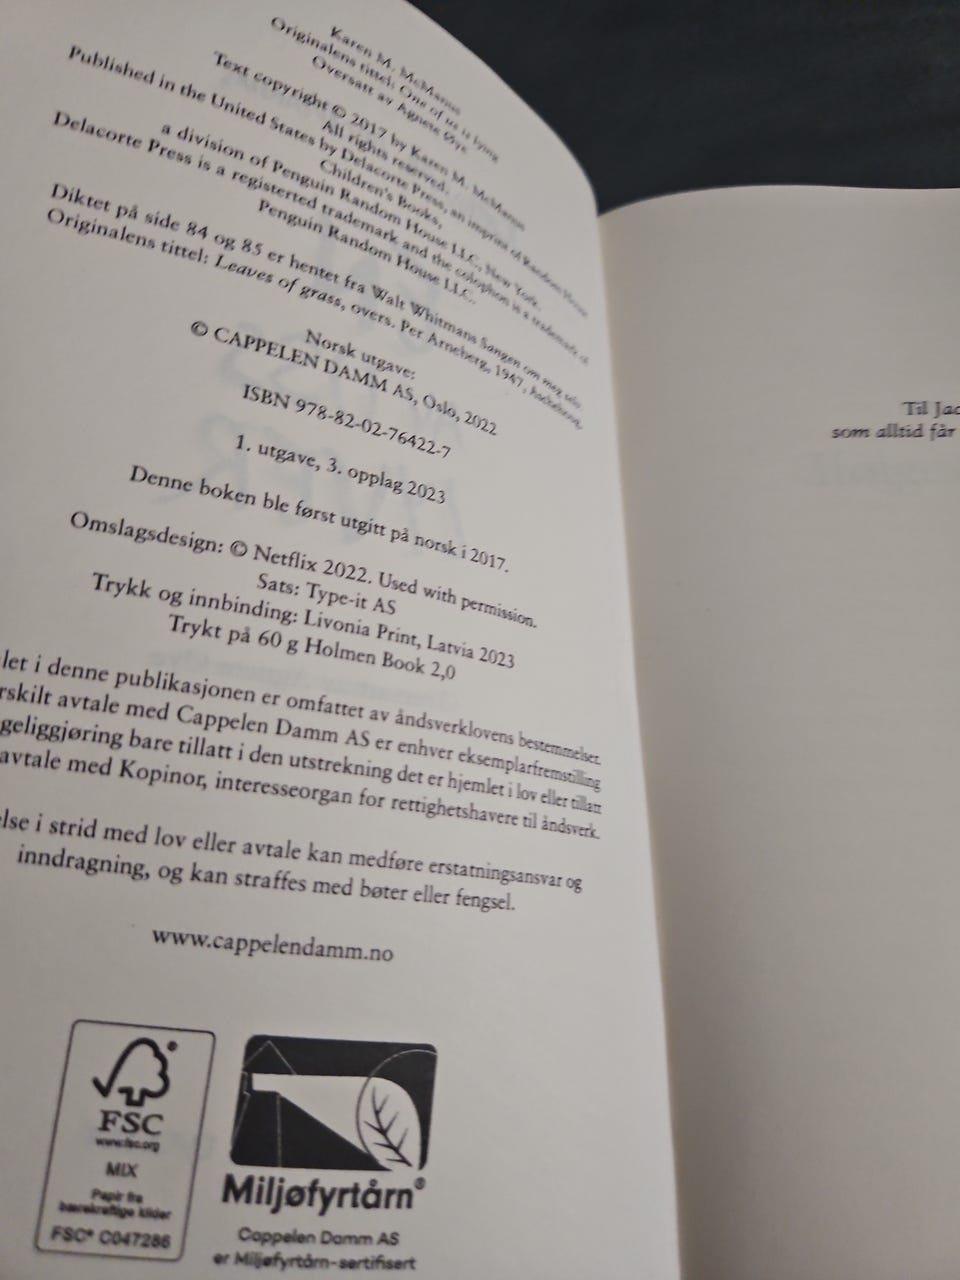 Karen M. McManus
Originalens tittel: One of us is lying
Oversatt av Agnete Øye
Text copyright © 2017 by Karen M. McManus
All rights reserved.
Published in the United States by Delacorte Press, an imprint of Random House
Children's Books,
a division of Penguin Random House LLC, New York.
Delacorte Press is a registerted trademark and the colophon is a trademark of
Penguin Random House LLC.
Diktet på side 84 og 85 er hentet fra Walt Whitmans Sangen om meg selv.
Originalens tittel: Leaves of grass, overs. Per Arneberg, 1947, Aschehoug.
Norsk utgave:
© CAPPELEN DAMM AS, Oslo, 2022
ISBN 978-82-02-76422-7
1. utgave, 3. opplag 2023
Denne boken ble først utgitt på norsk i 2017.
Omslagsdesign: © Netflix 2022. Used with permission.
Sats: Type-it AS
Trykk og innbinding: Livonia Print, Latvia 2023
Trykt på 60 g Holmen Book 2,0
let i denne publikasjonen er omfattet av åndsverklovens bestemmelser.
rskilt avtale med Cappelen Damm AS er enhver eksemplarfremstilling
geliggjøring bare tillatt i den utstrekning det er hjemlet i lov eller tillatt
avtale med Kopinor, interesseorgan for rettighetshavere til åndsverk.
else i strid med lov eller avtale kan medføre erstatningsansvar og
inndragning, og kan straffes med bøter eller fengsel.
www.cappelendamm.no
FSC
www.fsc.org
MIX
Papir fra
bærekraftige kilder
FSC® C047286
Miljøfyrtårn®
Cappelen Damm AS
er Miljøfyrtårn-sertifisert
Til Jac
som alltid får